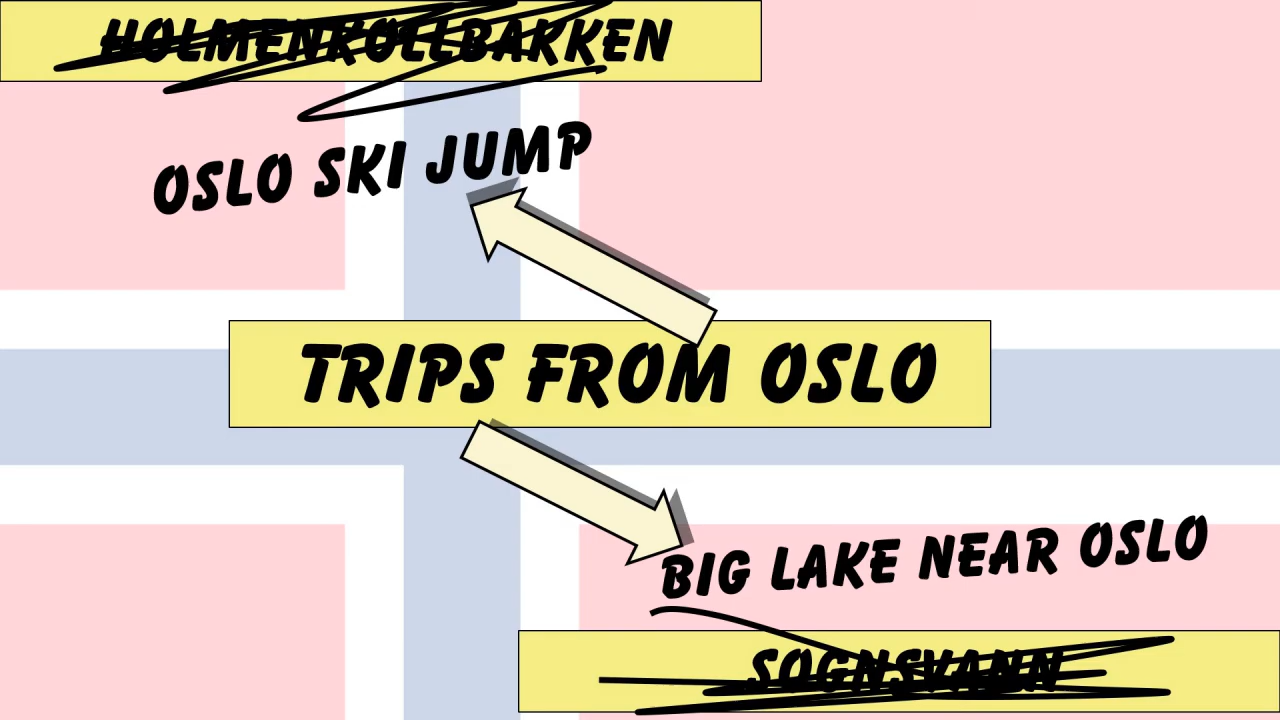 HOLMENKOLLBAKKEN
OSLO SKI JUMP
TRIPS FROM OSLO
BIG LAKE NEAR OSLO
SOGNSVANN